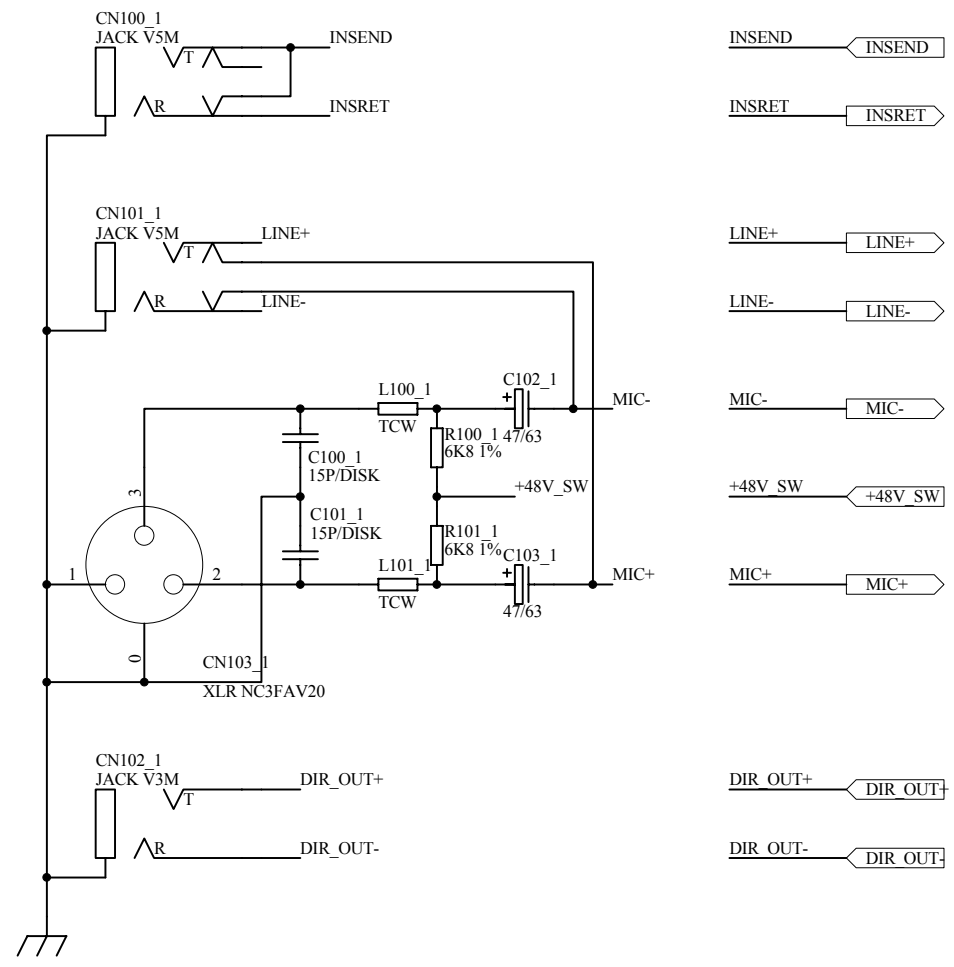 CN100_1
JACK V5M
T
INSEND
R
INSRET
INSEND
INSEND
INSRET
INSRET
CN101_1
JACK V5M
T
LINE+
R
LINE-
LINE+
LINE+
LINE-
LINE-
L100_1
TCW
C102_1
+
47/63
MIC-
MIC-
MIC-
C100_1
15P/DISK
R100_1
6K8 1%
+48V_SW
+48V_SW
+48V_SW
C101_1
15P/DISK
R101_1
6K8 1%
3
1
2
0
L101_1
TCW
C103_1
+
47/63
MIC+
MIC+
MIC+
CN103_1
XLR NC3FAV20
CN102_1
JACK V3M
T
DIR_OUT+
R
DIR_OUT-
DIR_OUT+
DIR_OUT+
DIR_OUT-
DIR_OUT-